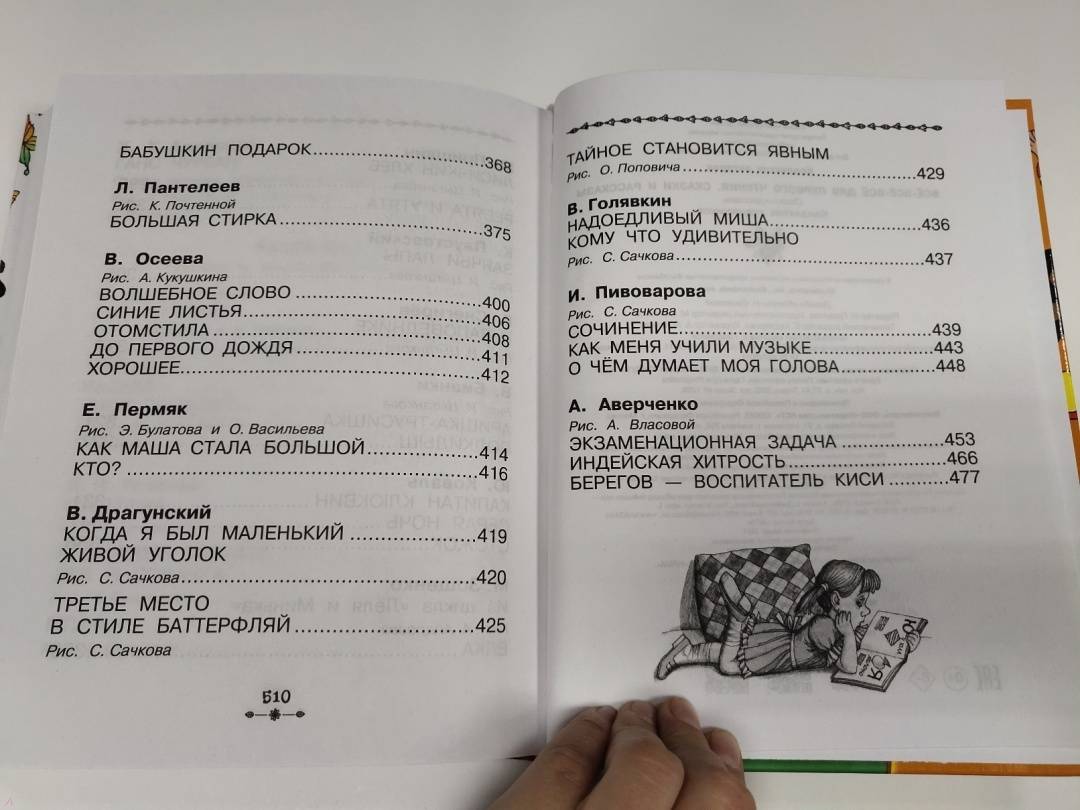 БАБУШКИН ПОДАРОК..................368
Л. Пантелеев
Рис. К. Почтенной
БОЛЬШАЯ СТИРКА..................375
В. Осеева
Рис. А. Кукушкина
ВОЛШЕБНОЕ СЛОВО..................400
СИНИЕ ЛИСТЬЯ..................406
ОТОМСТИЛА..................408
ДО ПЕРВОГО ДОЖДЯ..................411
ХОРОШЕЕ..................412
Е. Пермяк
Рис. Э. Булатова и О. Васильева
КАК МАША СТАЛА БОЛЬШОЙ..................414
КТО?..................416
В. Драгунский
КОГДА Я БЫЛ МАЛЕНЬКИЙ..................419
ЖИВОЙ УГОЛОК
Рис. С. Сачкова..................420
ТРЕТЬЕ МЕСТО
В СТИЛЕ БАТТЕРФЛЯЙ..................425
Рис. С. Сачкова
510
ТАЙНОЕ СТАНОВИТСЯ ЯВНЫМ
Рис. О. Поповича..................429
В. Голявкин
НАДОЕДЛИВЫЙ МИША..................436
КОМУ ЧТО УДИВИТЕЛЬНО
Рис. С. Сачкова..................437
И. Пивоварова
Рис. С. Сачкова
СОЧИНЕНИЕ..................439
КАК МЕНЯ УЧИЛИ МУЗЫКЕ..................443
О ЧЁМ ДУМАЕТ МОЯ ГОЛОВА..................448
А. Аверченко
Рис. А. Власовой
ЭКЗАМЕНАЦИОННАЯ ЗАДАЧА..................453
ИНДЕЙСКАЯ ХИТРОСТЬ..................466
БЕРЕГОВ — ВОСПИТАТЕЛЬ КИСИ..................477